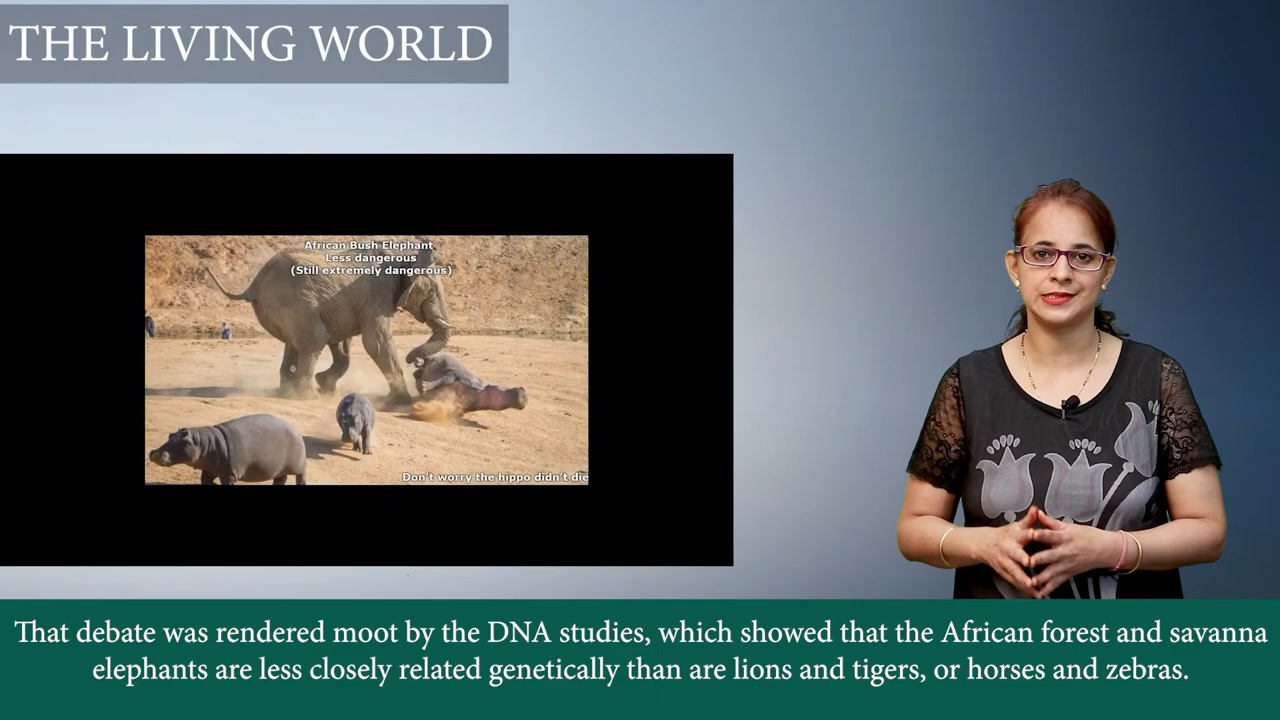 THE LIVING WORLD
African Bush Elephant
Less dangerous
(Still extremely dangerous)
Don't worry the hippo didn't die
That debate was rendered moot by the DNA studies, which showed that the African forest and savanna
elephants are less closely related genetically than are lions and tigers, or horses and zebras.